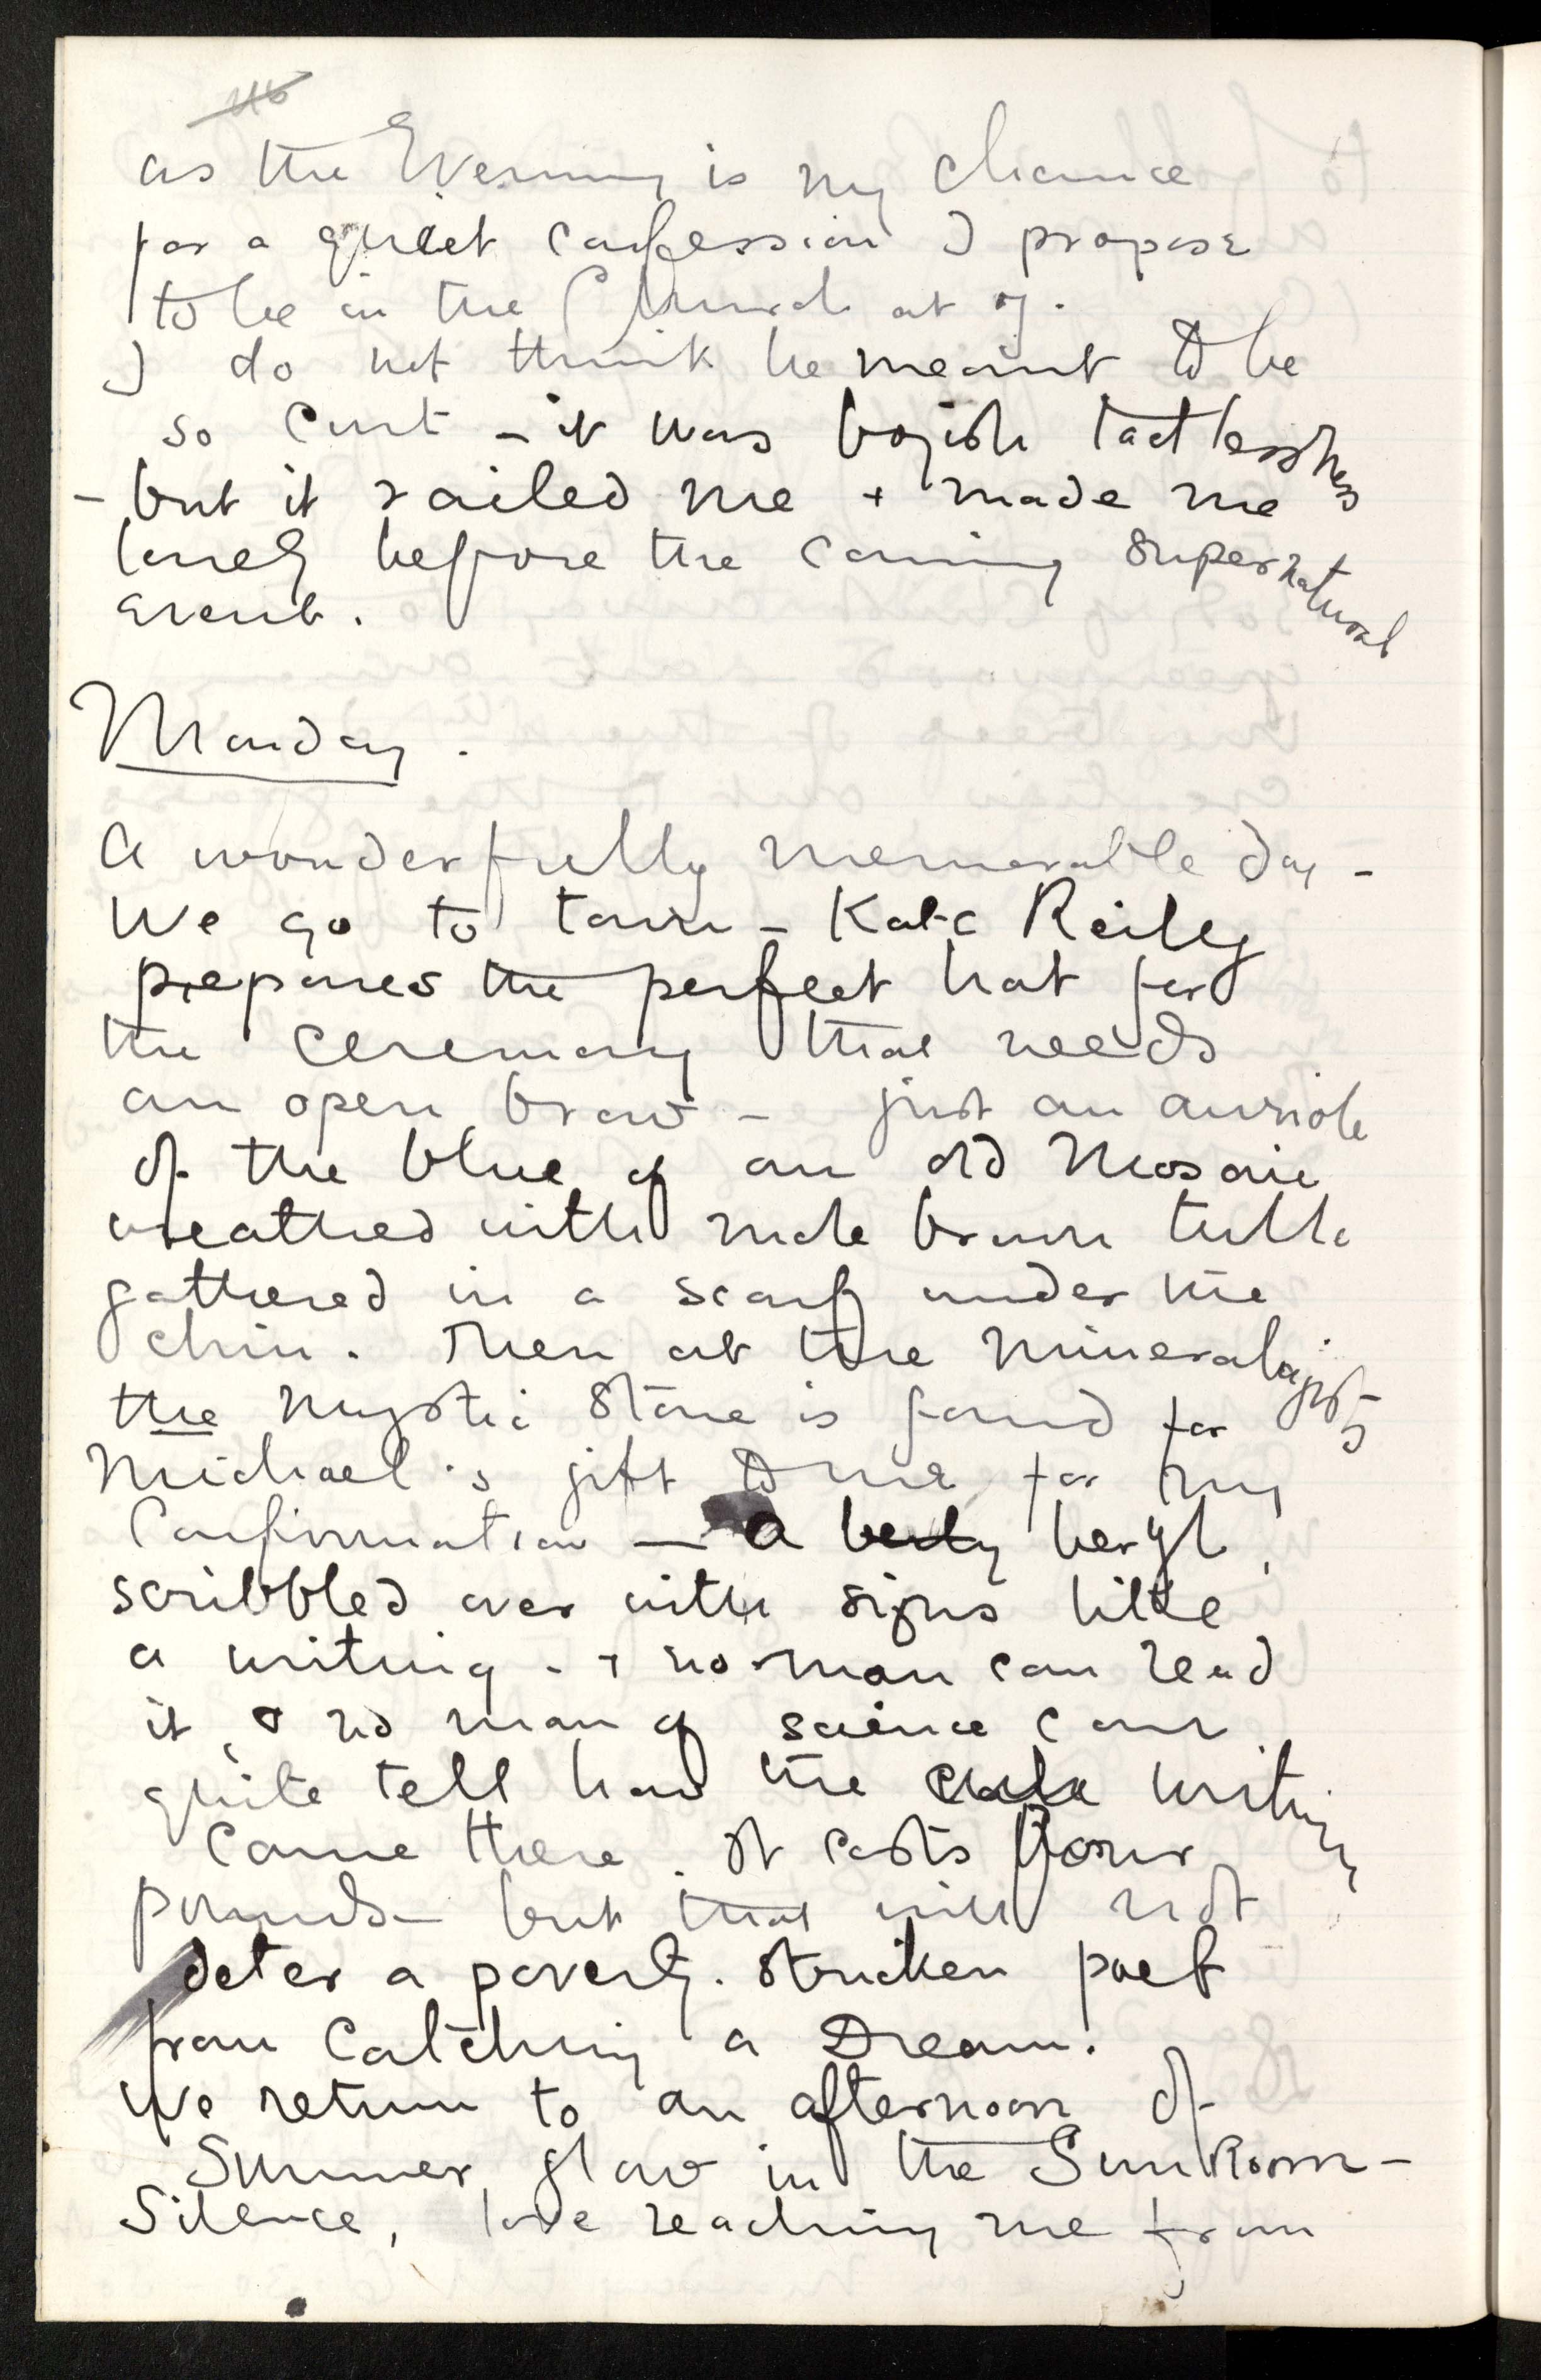 as the Evening is my chance
for a quiet confession I propose
to be in the Church at 7.
I do not think he meant to be
so curt – it was boyish tactlessness
– but it railed me + made me
lonely before the coming supernatural
event.
Monday.
A wonderfully memorable day –
We go to town – Kate Reilly
prepares the perfect hat for
the ceremony that needs
an open brow – just an auriole
of the blue of an old Mosaic
wreathed with nude brown tulle
gathered in a scarf under the
chin. Then at the mineralogist's
the mystic stone is found for
Michael's gift to me for my
Confirmation — a beryl,
scribbled over with signs like
a writing - + no man can read
it, & no man of science can
quite tell how the writing
came there. It costs four
pounds – but that will not
deter a poverty-stricken poet
from catching a Dream.
We return to an afternoon of
Summer glow in the Sun Room –
Silence, love reaching me from